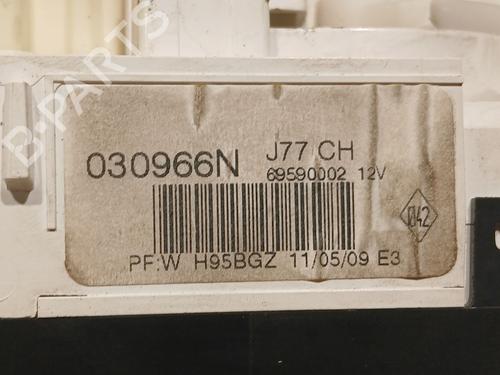 B-PARTS
030966N J77 CH
69590002 12V
042
PF:W H95BGZ 11/05/09 E3